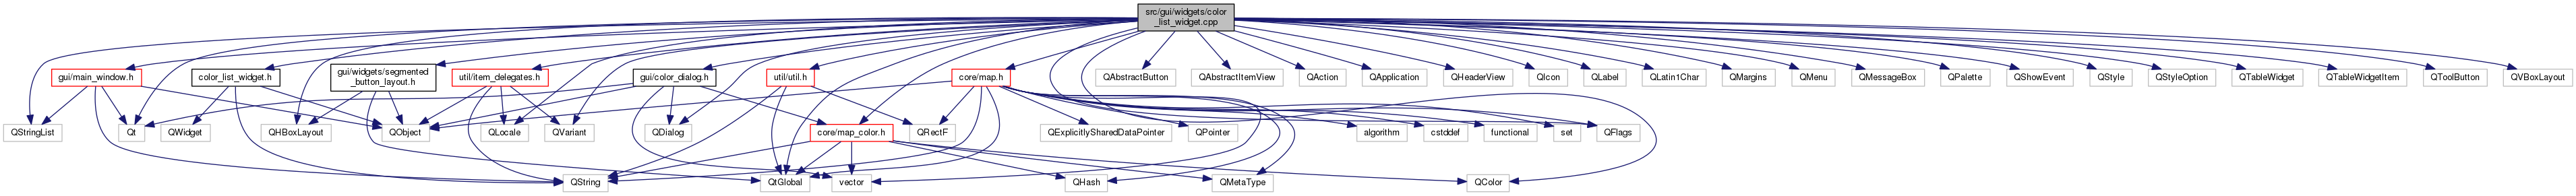 src/gui/widgets/color
_list_widget.cpp
gui/main_window.h
color_list_widget.h
gui/widgets/segmented
_button_layout.h
util/item_delegates.h
gui/color_dialog.h
util/util.h
core/map.h
QAbstractButton
QAbstractItemView
QAction
QApplication
QHeaderView
QIcon
QLabel
QLatin1Char
QMargins
QMenu
QMessageBox
QPalette
QShowEvent
QStyle
QStyleOption
QTableWidget
QTableWidgetItem
QToolButton
QVBoxLayout
QStringList
Qt
QWidget
QHBoxLayout
QObject
QLocale
QVariant
QDialog
core/map_color.h
QRectF
QExplicitlySharedDataPointer
QPointer
algorithm
cstddef
functional
set
QFlags
QString
QtGlobal
vector
QHash
QMetaType
QColor